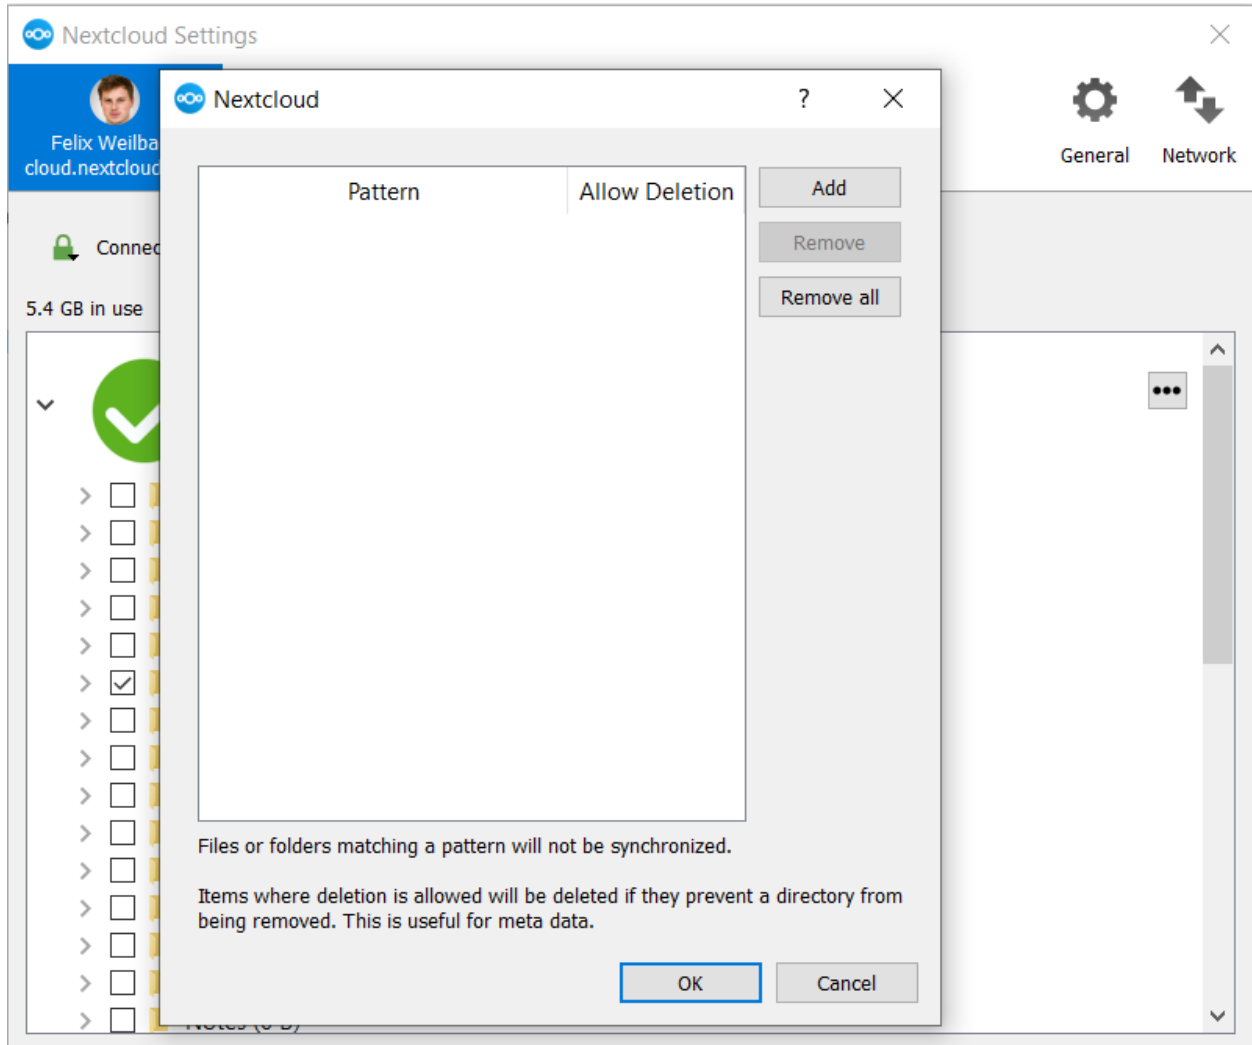 Nextcloud Settings
Nextcloud
?
Felix Weilba
cloud.nextcloud
General
Network
Pattern
Allow Deletion
Add
Remove
Remove all
Connec
5.4 GB in use
Files or folders matching a pattern will not be synchronized.
Items where deletion is allowed will be deleted if they prevent a directory from
being removed. This is useful for meta data.
OK
Cancel